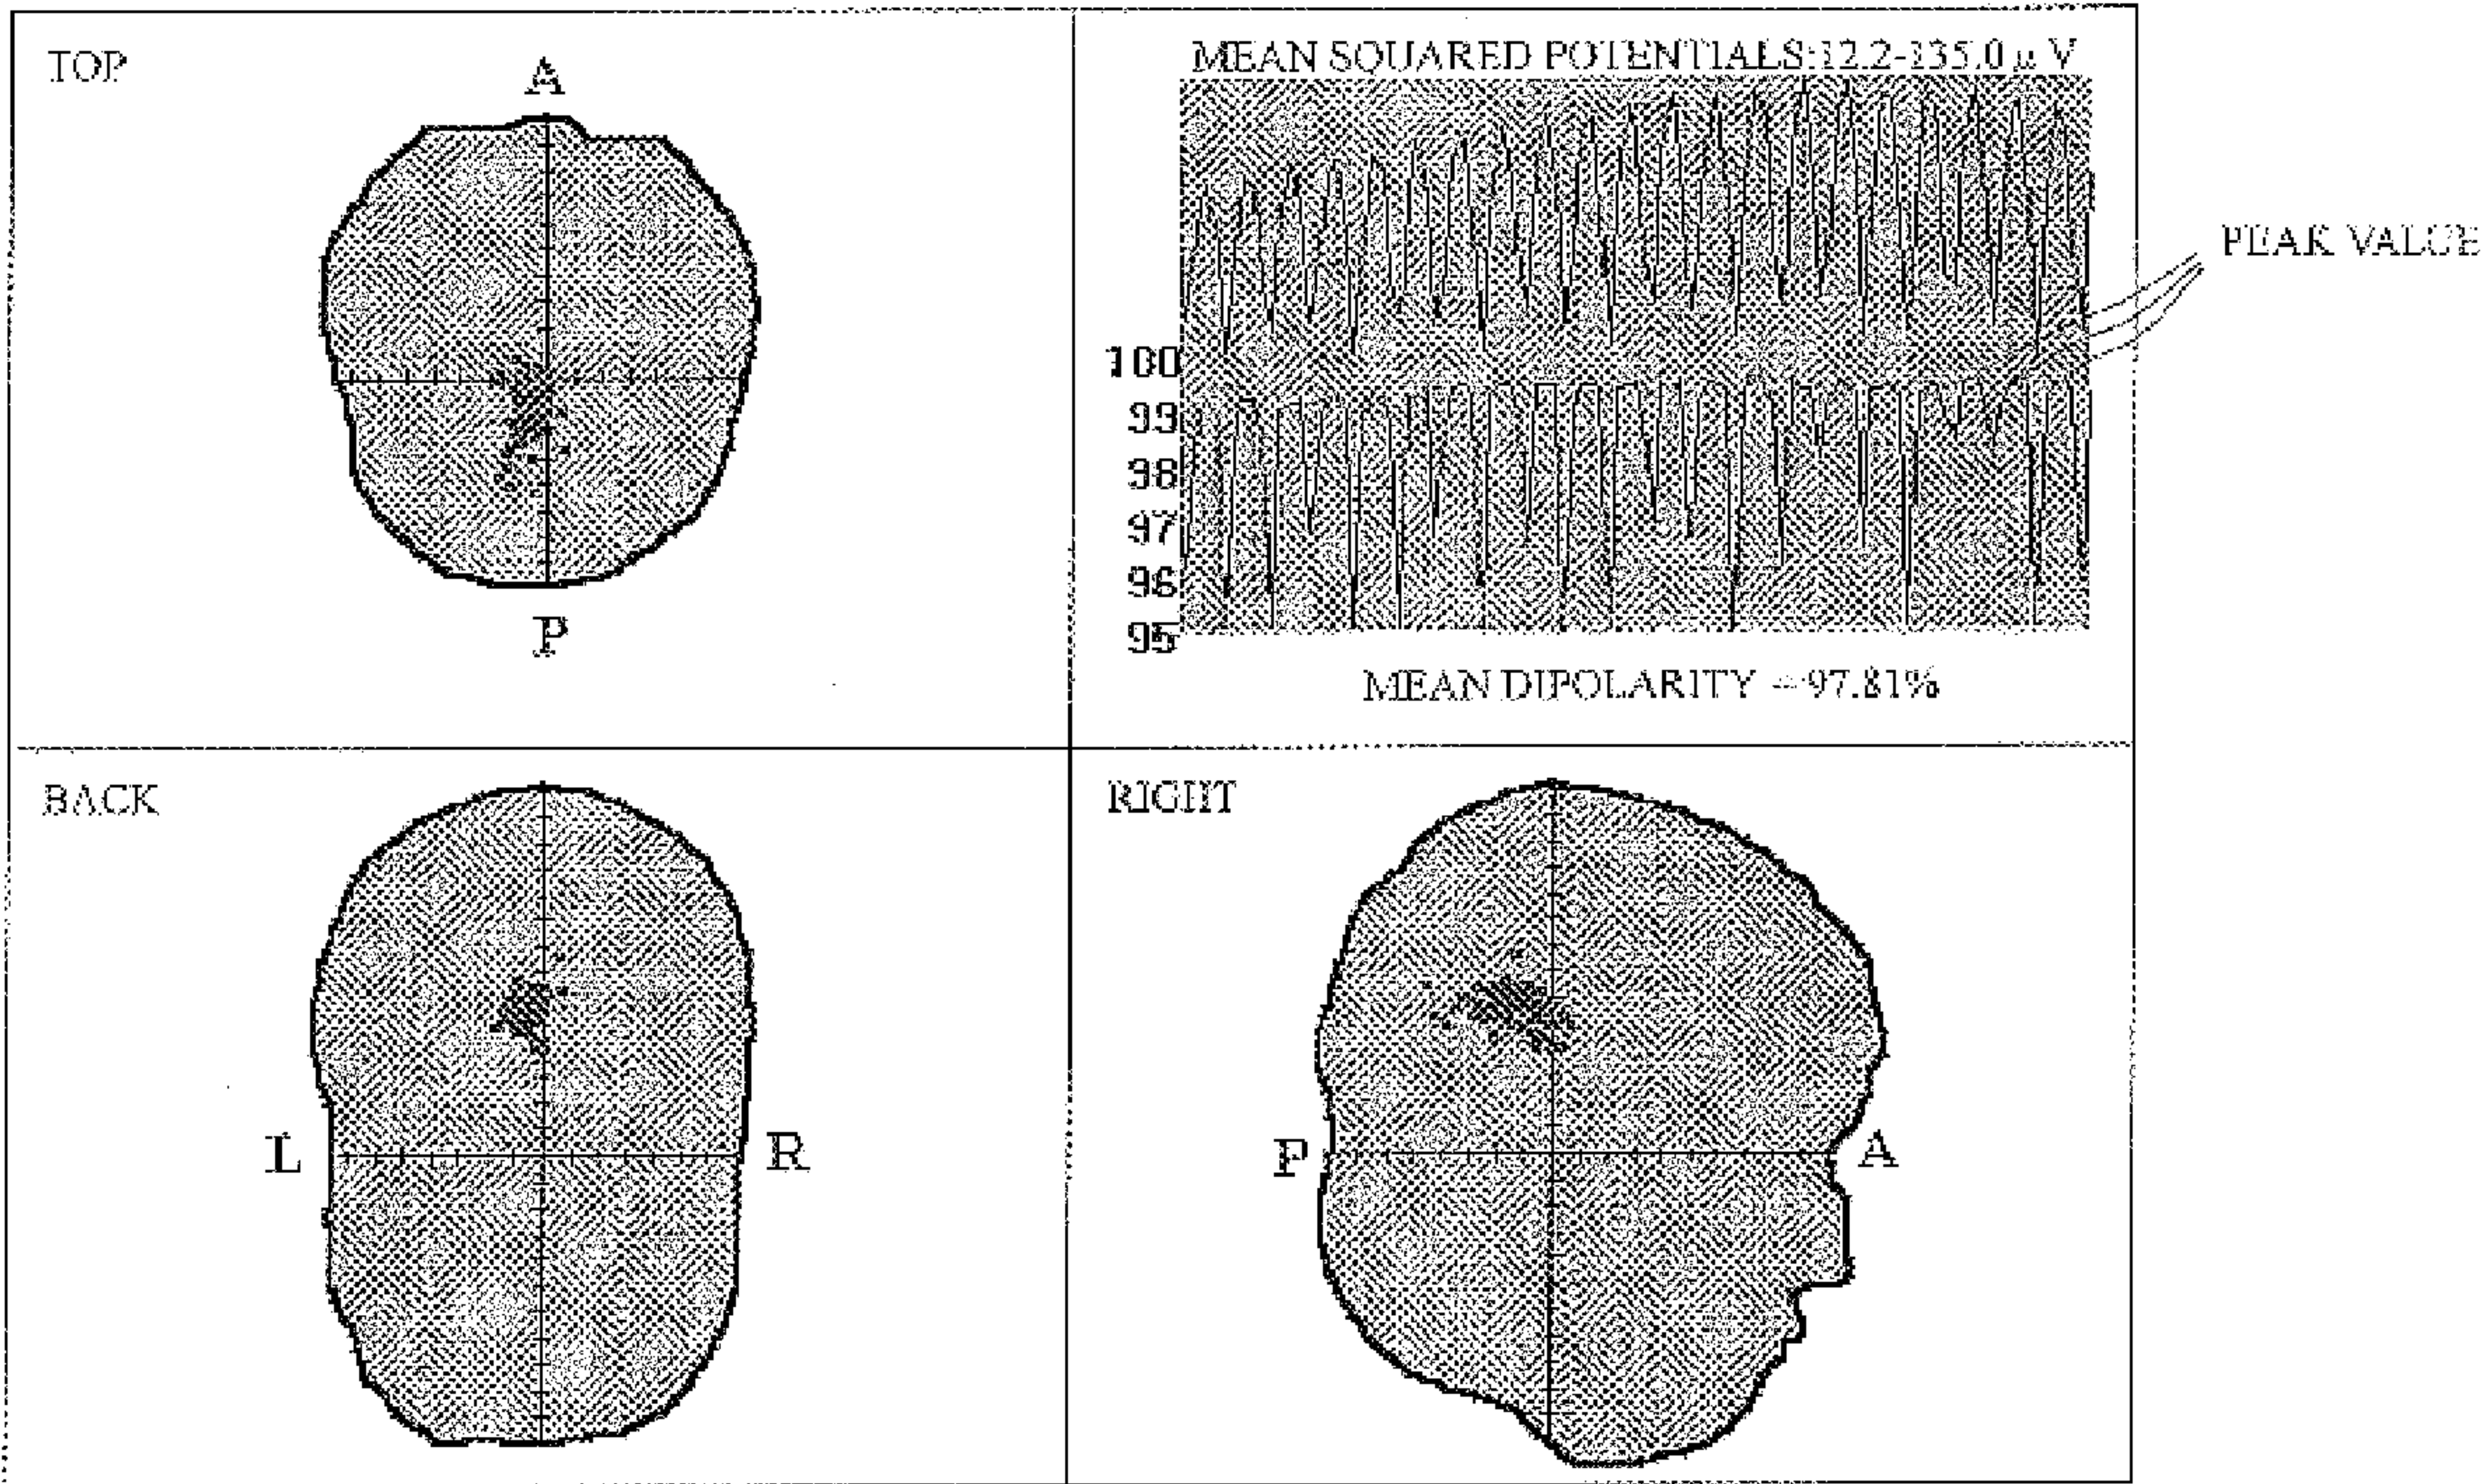 TOP
A
P
MEAN SQUARED POTENTIALS:12.2-135.0 μ V
PEAK VALUE
100
99
98
97
96
95
MEAN DIPOLARITY = 97.81%
BACK
L
R
RIGHT
P
A